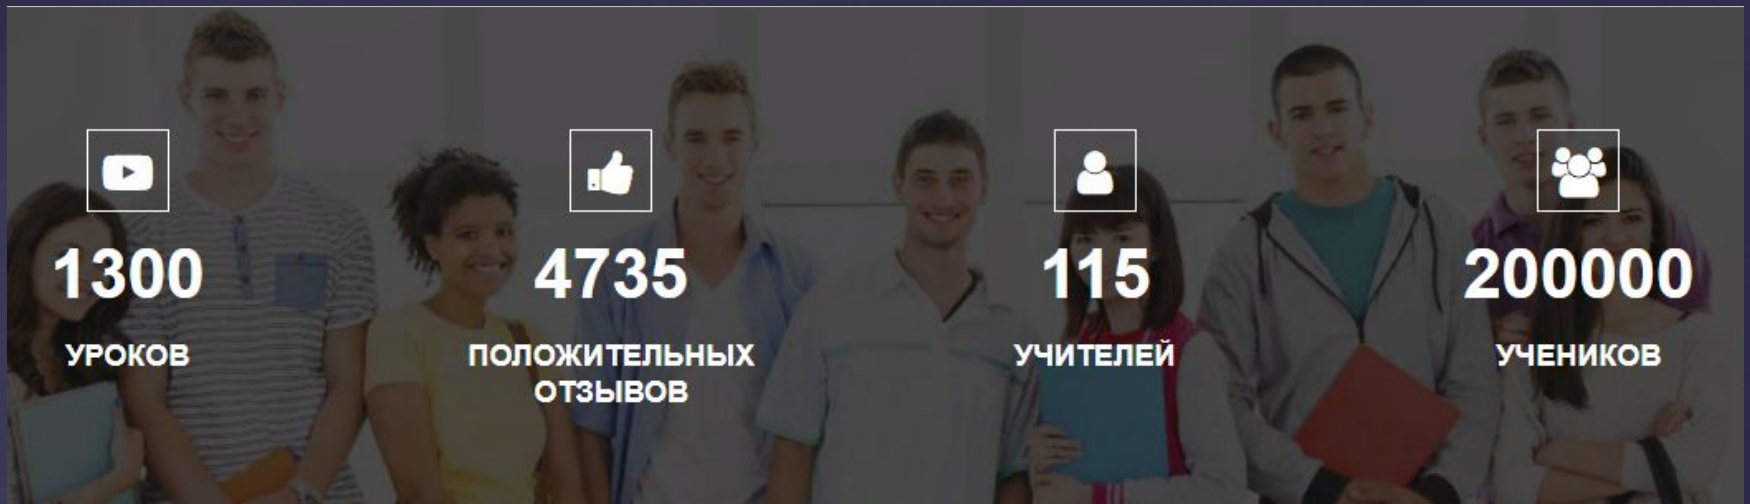 1300
УРОКОВ
4735
ПОЛОЖИТЕЛЬНЫХ
ОТЗЫВОВ
115
УЧИТЕЛЕЙ
200000
УЧЕНИКОВ